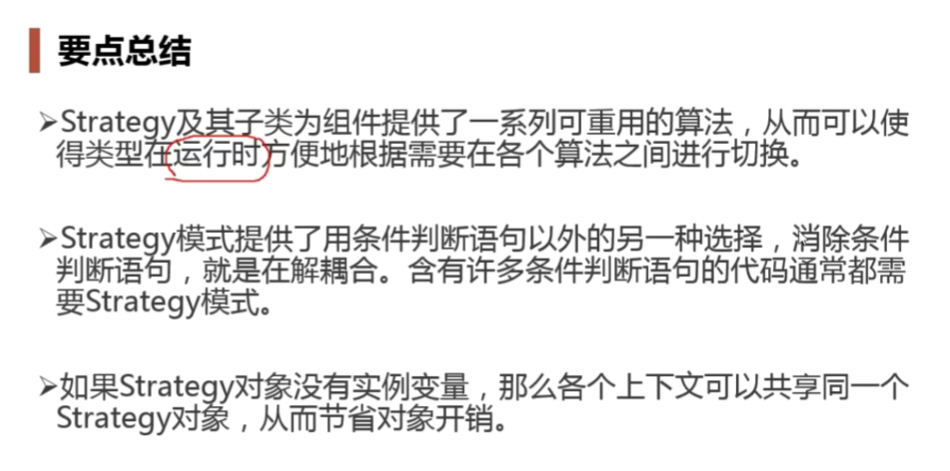 要点总结
➢Strategy及其子类为组件提供了一系列可重用的算法，从而可以使
得类型在运行时方便地根据需要在各个算法之间进行切换。
➢Strategy模式提供了用条件判断语句以外的另一种选择，消除条件
判断语句，就是在解耦合。含有许多条件判断语句的代码通常都需
要Strategy模式。
➢如果Strategy对象没有实例变量，那么各个上下文可以共享同一个
Strategy对象，从而节省对象开销。